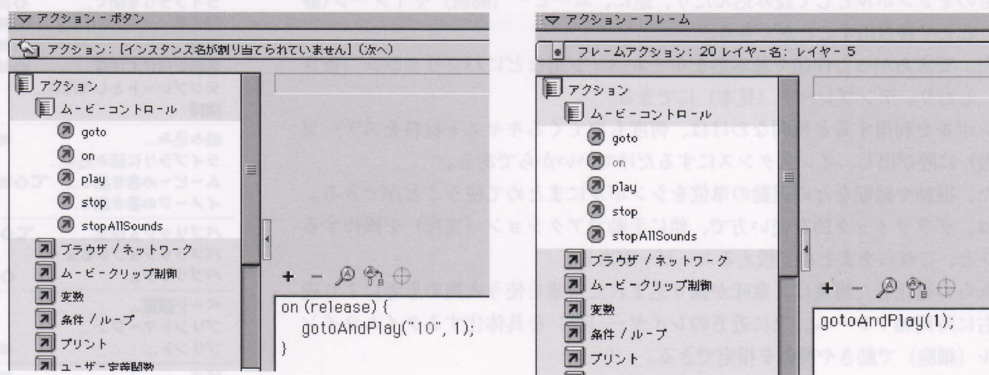 アクション - ボタン
アクション: [インスタンス名が割り当てられていません] (次へ)
アクション
ムービーコントロール
goto
on
play
stop
stopAllSounds
ブラウザ / ネットワーク
ムービークリップ制御
変数
条件 / ループ
プリント
ユーザー定義関数
on (release) {
gotoAndPlay("10", 1);
}
アクション - フレーム
フレームアクション: 20 レイヤー名: レイヤー 5
アクション
ムービーコントロール
goto
on
play
stop
stopAllSounds
ブラウザ / ネットワーク
ムービークリップ制御
変数
条件 / ループ
プリント
gotoAndPlay(1);